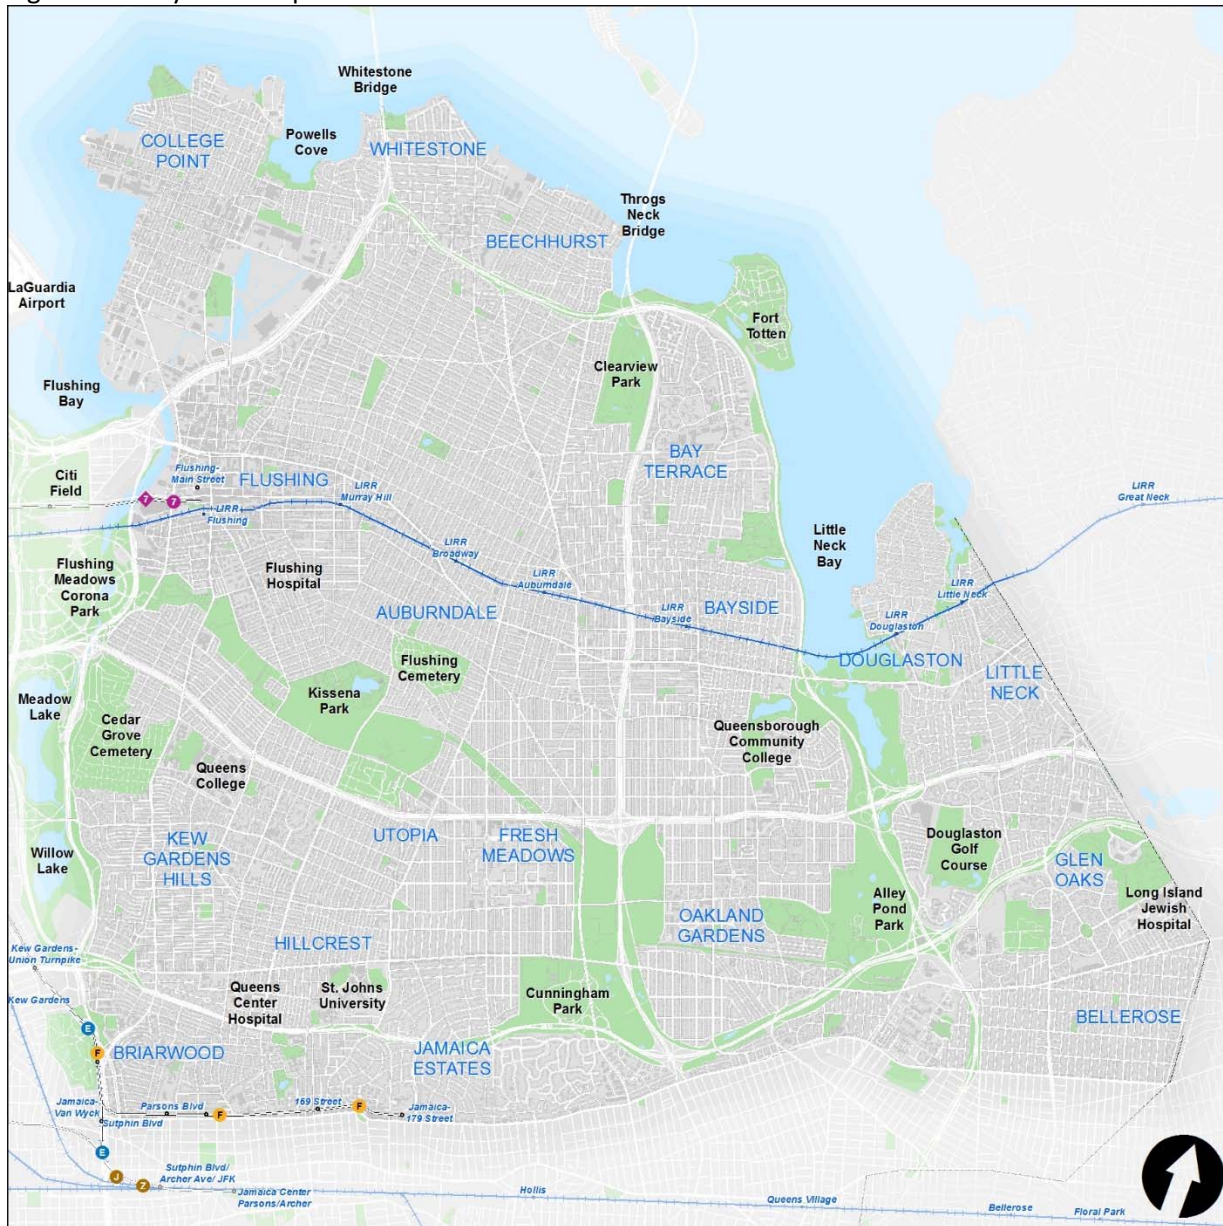 Whitestone
Bridge
COLLEGE
POINT
Powells
Cove
WHITESTONE
Throgs
Neck
Bridge
BEECHHURST
LaGuardia
Airport
Fort
Totten
Clearview
Park
Flushing
Bay
BAY
TERRACE
Citi
Field
Flushing-
Main Street
FLUSHING
LIRR
Murray Hill
LIRR
Great Neck
7
7
LIRR
Flushing
Little
Neck
Bay
LIRR
Broadway
Flushing
Meadows
Corona
Park
Flushing
Hospital
LIRR
Auburndale
LIRR
Little Neck
AUBURNDALE
LIRR
Bayside
BAYSIDE
LIRR
Douglaston
DOUGLASTON
LITTLE
NECK
Flushing
Cemetery
Kissena
Park
Meadow
Lake
Cedar
Grove
Cemetery
Queensborough
Community
College
Queens
College
KEW
GARDENS
HILLS
UTOPIA
FRESH
MEADOWS
Douglaston
Golf
Course
Willow
Lake
GLEN
OAKS
Alley
Pond
Park
Long Island
Jewish
Hospital
OAKLAND
GARDENS
HILLCREST
Kew Gardens-
Union Turnpike
Queens
Center
Hospital
St. Johns
University
Cunningham
Park
Kew Gardens
BELLEROSE
E
F
BRIARWOOD
JAMAICA
ESTATES
Jamaica-
Van Wyck
Parsons Blvd
F
169 Street
F
Jamaica-
179 Street
Sutphin Blvd
E
Sutphin Blvd/
Archer Ave/ JFK
J
Z
Jamaica Center
Parsons/Archer
Hollis
Queens Village
Bellerose
Floral Park